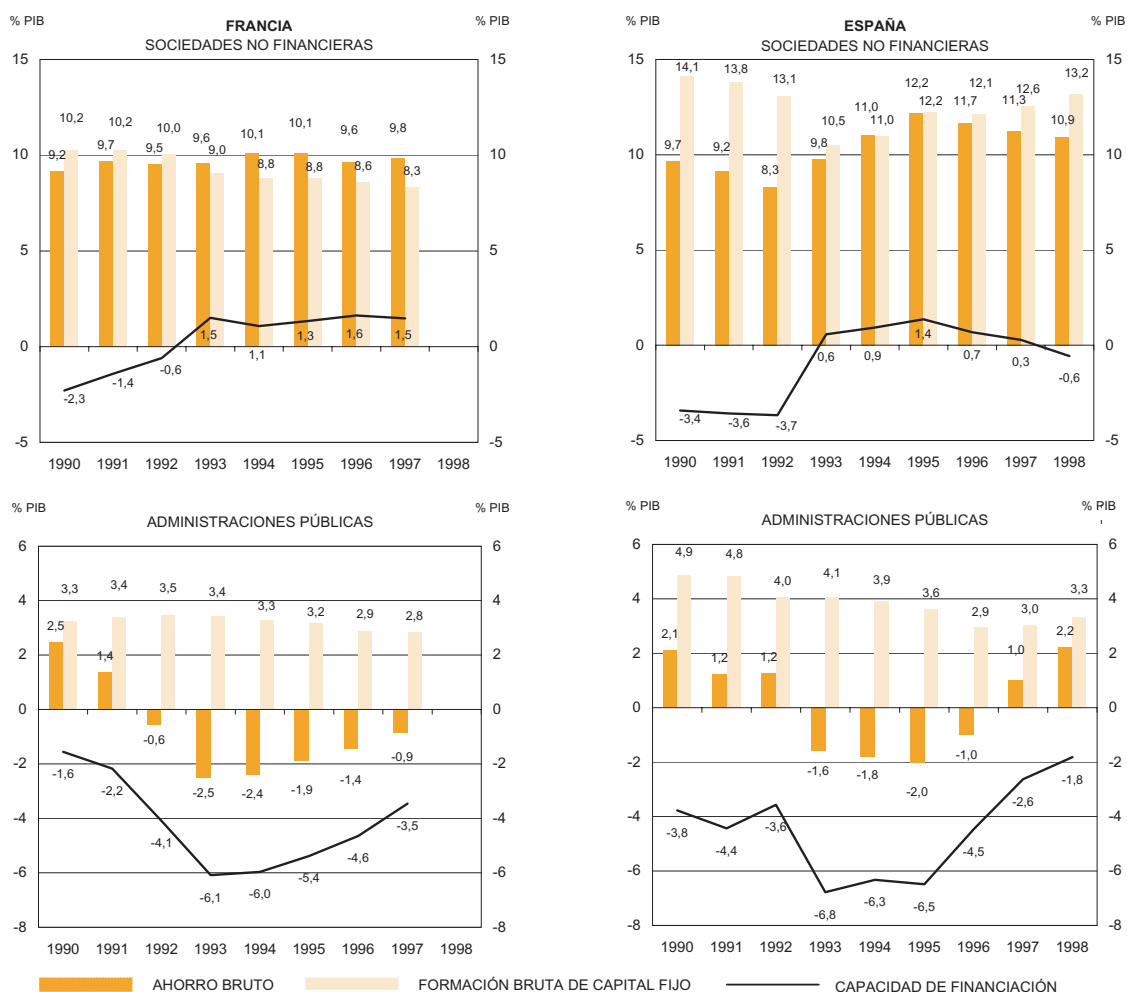 % PIB
FRANCIA
% PIB
SOCIEDADES NO FINANCIERAS
15
10
5
0
-5
15
10
5
0
-5
10,2 10,2 10,0 9,6 10,1 10,1 9,6 9,8
9,2 9,7 9,5 9,0 8,8 8,8 8,6 8,3
-2,3 -1,4 -0,6 1,5 1,1 1,3 1,6 1,5
1990 1991 1992 1993 1994 1995 1996 1997 1998
% PIB
ESPAÑA
% PIB
SOCIEDADES NO FINANCIERAS
15
10
5
0
-5
15
10
5
0
-5
14,1 13,8 13,1 10,5 11,0 12,2 12,1 12,6 13,2
9,7 9,2 8,3 9,8 11,0 12,2 11,7 11,3 10,9
-3,4 -3,6 -3,7 0,6 0,9 1,4 0,7 0,3 -0,6
1990 1991 1992 1993 1994 1995 1996 1997 1998
% PIB
% PIB
ADMINISTRACIONES PÚBLICAS
6
4
2
0
-2
-4
-6
-8
6
4
2
0
-2
-4
-6
-8
3,3 3,4 3,5 3,4 3,3 3,2 2,9 2,8
2,5 1,4 -0,6 -2,5 -2,4 -1,9 -1,4 -0,9
-1,6 -2,2 -4,1 -6,1 -6,0 -5,4 -4,6 -3,5
1990 1991 1992 1993 1994 1995 1996 1997 1998
% PIB
% PIB
ADMINISTRACIONES PÚBLICAS
6
4
2
0
-2
-4
-6
-8
6
4
2
0
-2
-4
-6
-8
4,9 4,8 4,0 4,1 3,9 3,6 2,9 3,0 3,3
2,1 1,2 1,2 -1,6 -1,8 -2,0 -1,0 1,0 2,2
-3,8 -4,4 -3,6 -6,8 -6,3 -6,5 -4,5 -2,6 -1,8
1990 1991 1992 1993 1994 1995 1996 1997 1998
AHORRO BRUTO FORMACIÓN BRUTA DE CAPITAL FIJO CAPACIDAD DE FINANCIACIÓN